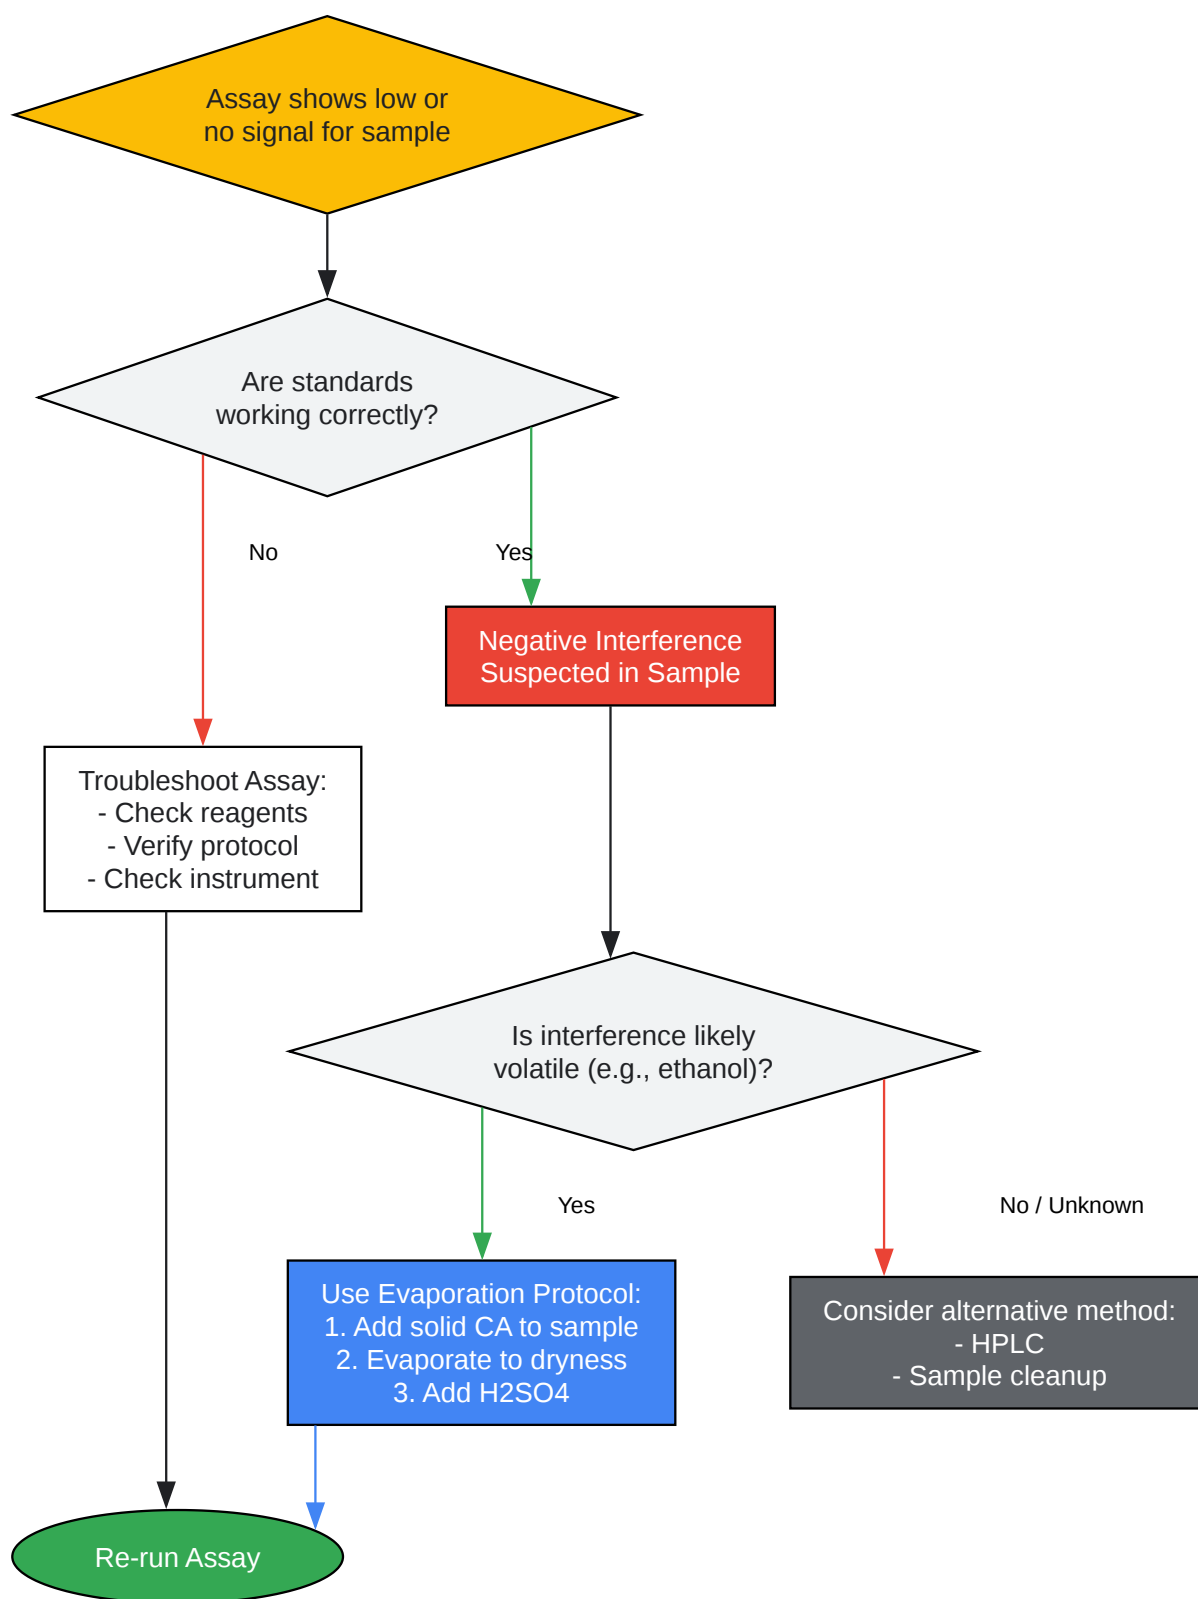 Assay shows low or
no signal for sample
Are standards
working correctly?
No
Yes
Negative Interference
Suspected in Sample
Troubleshoot Assay:
- Check reagents
- Verify protocol
- Check instrument
Is interference likely
volatile (e.g., ethanol)?
Yes
No / Unknown
Use Evaporation Protocol:
1. Add solid CA to sample
2. Evaporate to dryness
3. Add H2SO4
Consider alternative method:
- HPLC
- Sample cleanup
Re-run Assay